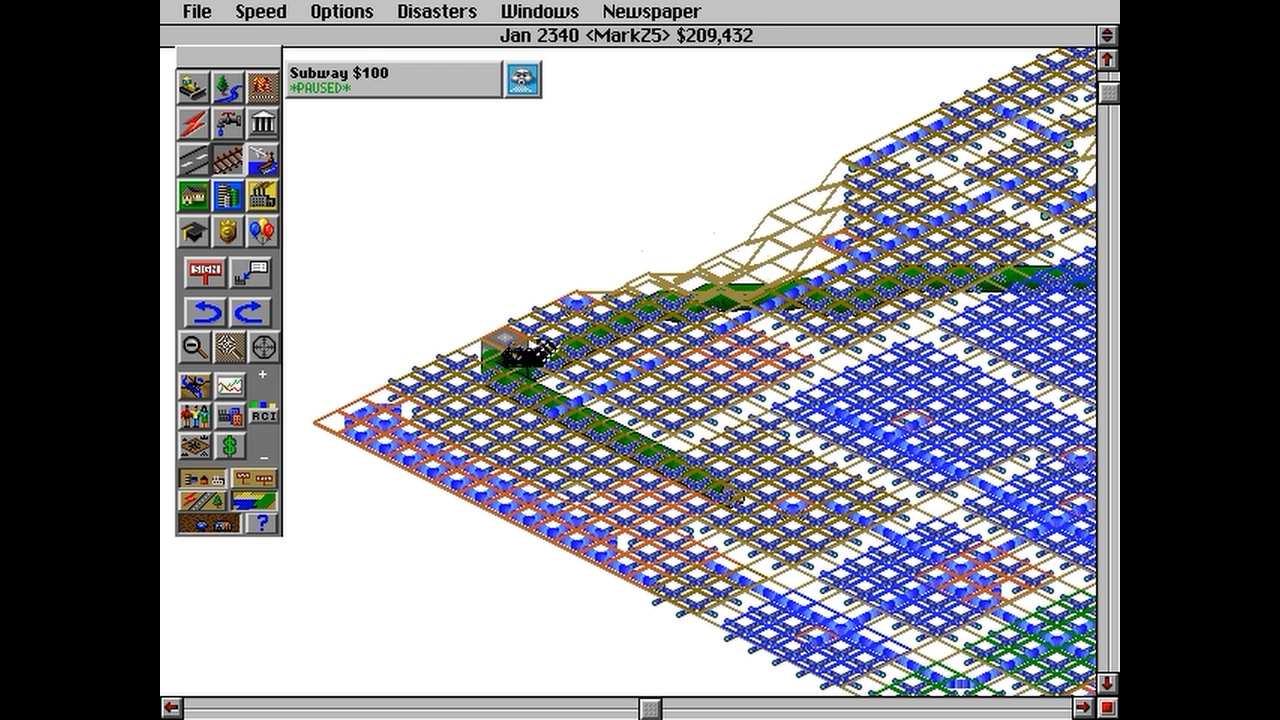 File Speed Options Disasters Windows Newspaper
Jan 2340 <MarkZ5> $209,432
Subway $100
*PAUSED*
SIGN
+
RCI
-
?